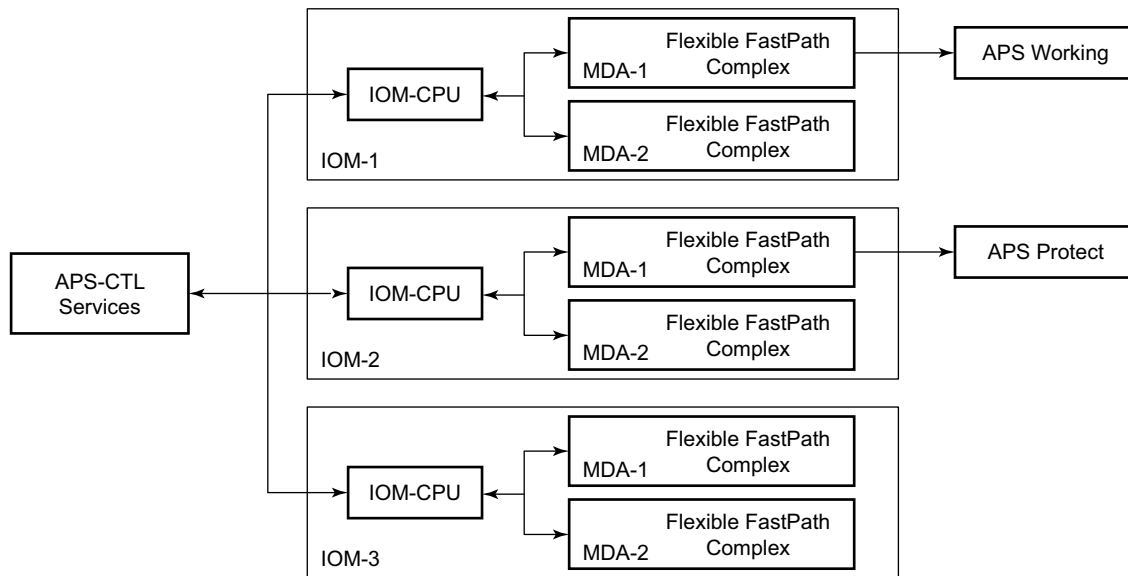 Flexible FastPath
Complex
MDA-1
APS Working
IOM-CPU
Flexible FastPath
Complex
MDA-2
IOM-1
Flexible FastPath
Complex
MDA-1
APS Protect
APS-CTL
Services
IOM-CPU
Flexible FastPath
Complex
MDA-2
IOM-2
Flexible FastPath
Complex
MDA-1
IOM-CPU
Flexible FastPath
Complex
MDA-2
IOM-3